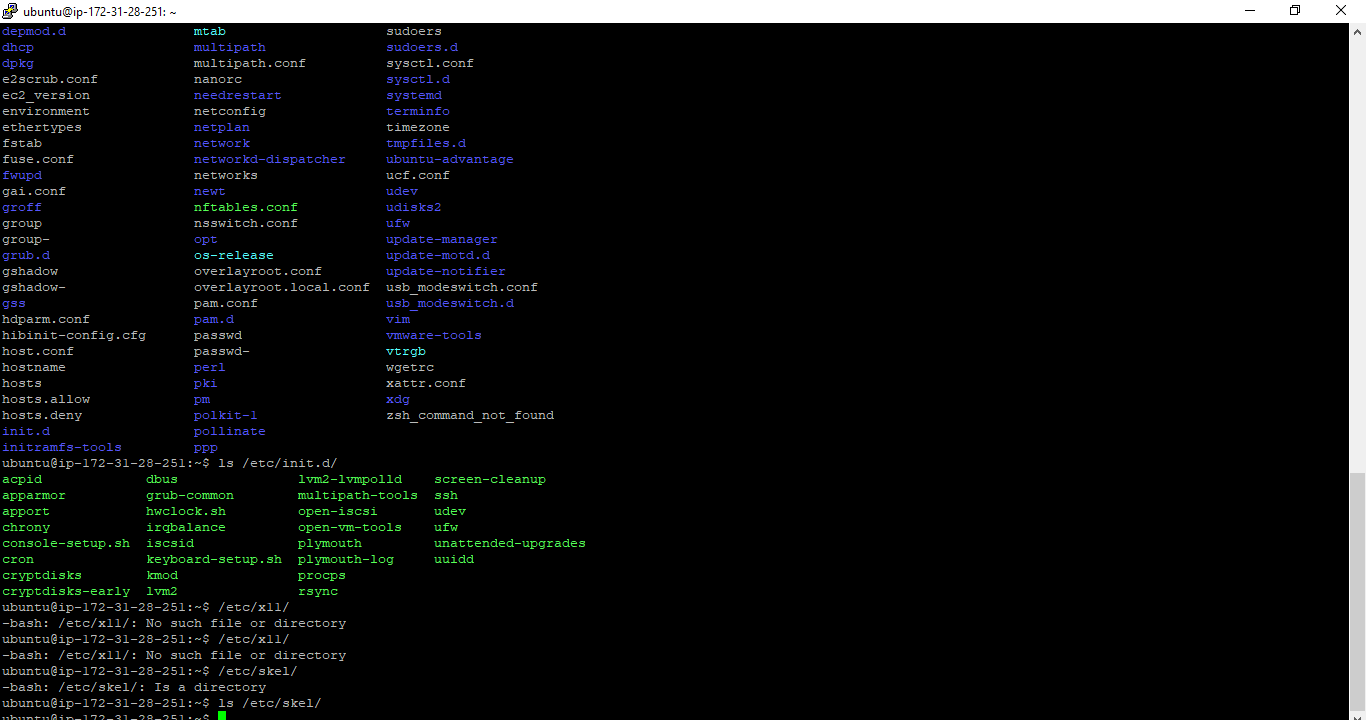 ubuntu@ip-172-31-28-251: ~
depmod.d mtab sudoers
dhcp multipath sudoers.d
dpkg multipath.conf sysctl.conf
e2scrub.conf nanorc sysctl.d
ec2_version needrestart systemd
environment netconfig terminfo
ethertypes netplan timezone
fstab network tmpfiles.d
fuse.conf networkd-dispatcher ubuntu-advantage
fwupd networks ucf.conf
gai.conf newt udev
groff nftables.conf udisks2
group nsswitch.conf ufw
group- opt update-manager
grub.d os-release update-motd.d
gshadow overlayroot.conf update-notifier
gshadow- overlayroot.local.conf usb_modeswitch.conf
gss pam.conf usb_modeswitch.d
hdparm.conf pam.d vim
hibinit-config.cfg passwd vmware-tools
host.conf passwd- vtrgb
hostname perl wgetrc
hosts pki xattr.conf
hosts.allow pm xdg
hosts.deny polkit-1 zsh_command_not_found
init.d pollinate
initramfs-tools ppp
ubuntu@ip-172-31-28-251:~$ ls /etc/init.d/
acpid dbus lvm2-lvmpolld screen-cleanup
apparmor grub-common multipath-tools ssh
apport hwclock.sh open-iscsi udev
chrony irqbalance open-vm-tools ufw
console-setup.sh iscsid plymouth unattended-upgrades
cron keyboard-setup.sh plymouth-log uuidd
cryptdisks kmod procps
cryptdisks-early lvm2 rsync
ubuntu@ip-172-31-28-251:~$ /etc/x11/
-bash: /etc/x11/: No such file or directory
ubuntu@ip-172-31-28-251:~$ /etc/x11/
-bash: /etc/x11/: No such file or directory
ubuntu@ip-172-31-28-251:~$ /etc/skel/
-bash: /etc/skel/: Is a directory
ubuntu@ip-172-31-28-251:~$ ls /etc/skel/
ubuntu@ip-172-31-28-251:~$